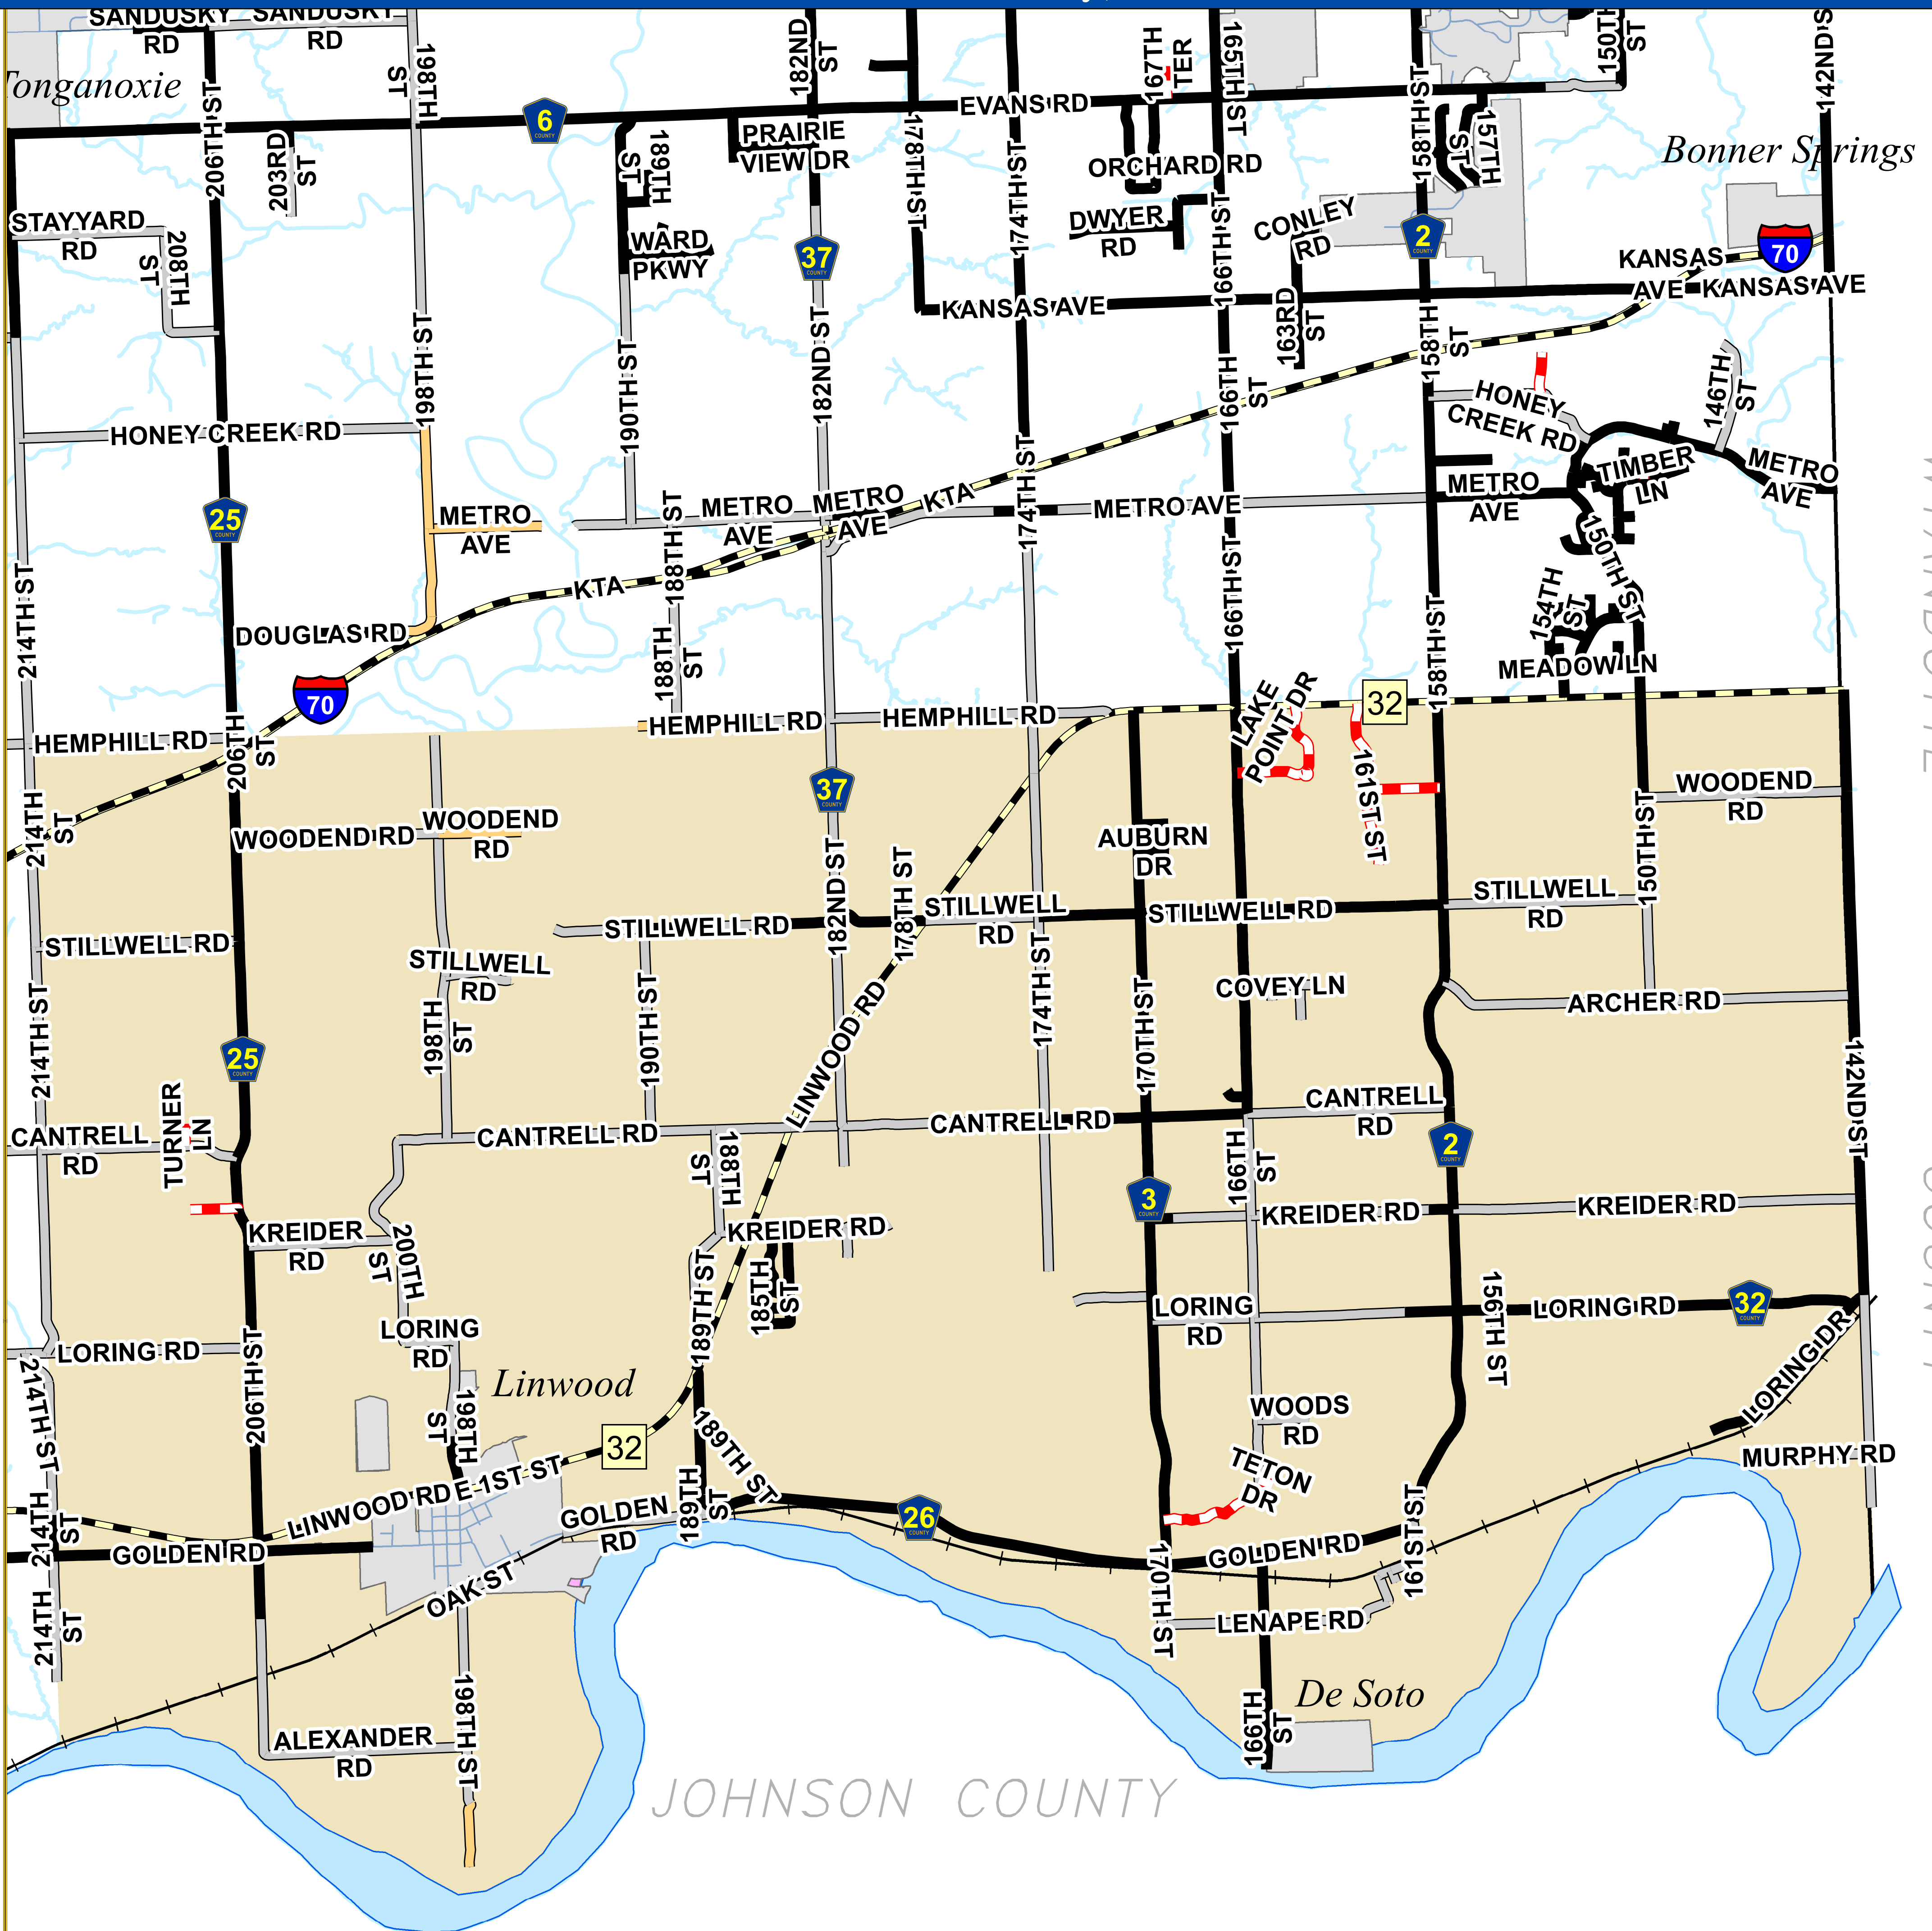 SANDUSKY
RD
SANDUSKY
RD
198TH
ST
182ND
ST
167TH
TER
165TH ST
150TH
ST
142ND S
Tonganoxie
206TH ST
6
COUNTY
EVANS RD
158TH ST
203RD
ST
198TH
ST
PRAIRIE
VIEW DR
178TH ST
174TH ST
ORCHARD RD
157TH
ST
Bonner Springs
STAYYARD
RD
208TH
ST
WARD
PKWY
37
COUNTY
DWYER
RD
166TH ST
CONLEY
RD
2
COUNTY
KANSAS
AVE
70
KANSAS AVE
KANSAS AVE
163RD
ST
158TH
ST
198TH ST
190TH ST
182ND ST
166TH
ST
146TH
ST
HONEY CREEK RD
HONEY
CREEK RD
174TH ST
TIMBER
LN
METRO
AVE
25
COUNTY
METRO
AVE
188TH ST
METRO
AVE
METRO
AVE
KTA
METRO AVE
METRO
AVE
150TH ST
214TH ST
KTA
166TH ST
158TH ST
154TH
ST
DOUGLAS RD
188TH
ST
MEADOW LN
70
HEMPHILL RD
206TH
ST
HEMPHILL RD
HEMPHILL RD
LAKE
POINT DR
32
161ST ST
37
COUNTY
WOODEND
RD
214TH
ST
WOODEND RD
WOODEND
RD
AUBURN
DR
150TH ST
182ND ST
178TH ST
STILLWELL RD
STILLWELL
RD
STILLWELL RD
STILLWELL
RD
STILLWELL RD
STILLWELL
RD
COVEY LN
ARCHER RD
214TH ST
198TH
ST
190TH ST
LINWOOD RD
174TH ST
170TH ST
25
COUNTY
142ND ST
TURNER
LN
CANTRELL
RD
CANTRELL RD
CANTRELL RD
CANTRELL
RD
2
COUNTY
188TH
ST
166TH
ST
3
COUNTY
KREIDER
RD
200TH
ST
KREIDER RD
KREIDER RD
KREIDER RD
189TH ST
185TH
ST
LORING RD
206TH ST
LORING
RD
LORING
RD
156TH ST
LORING RD
32
COUNTY
LORING DR
214TH ST
Linwood
198TH
ST
WOODS
RD
MURPHY RD
32
189TH ST
189TH
ST
TETON
DR
214TH
ST
LINWOOD RD
E 1ST ST
GOLDEN
RD
26
COUNTY
GOLDEN RD
GOLDEN RD
161ST ST
OAK ST
170TH ST
214TH
ST
LENAPE RD
198TH ST
De Soto
166TH
ST
ALEXANDER
RD
JOHNSON COUNTY